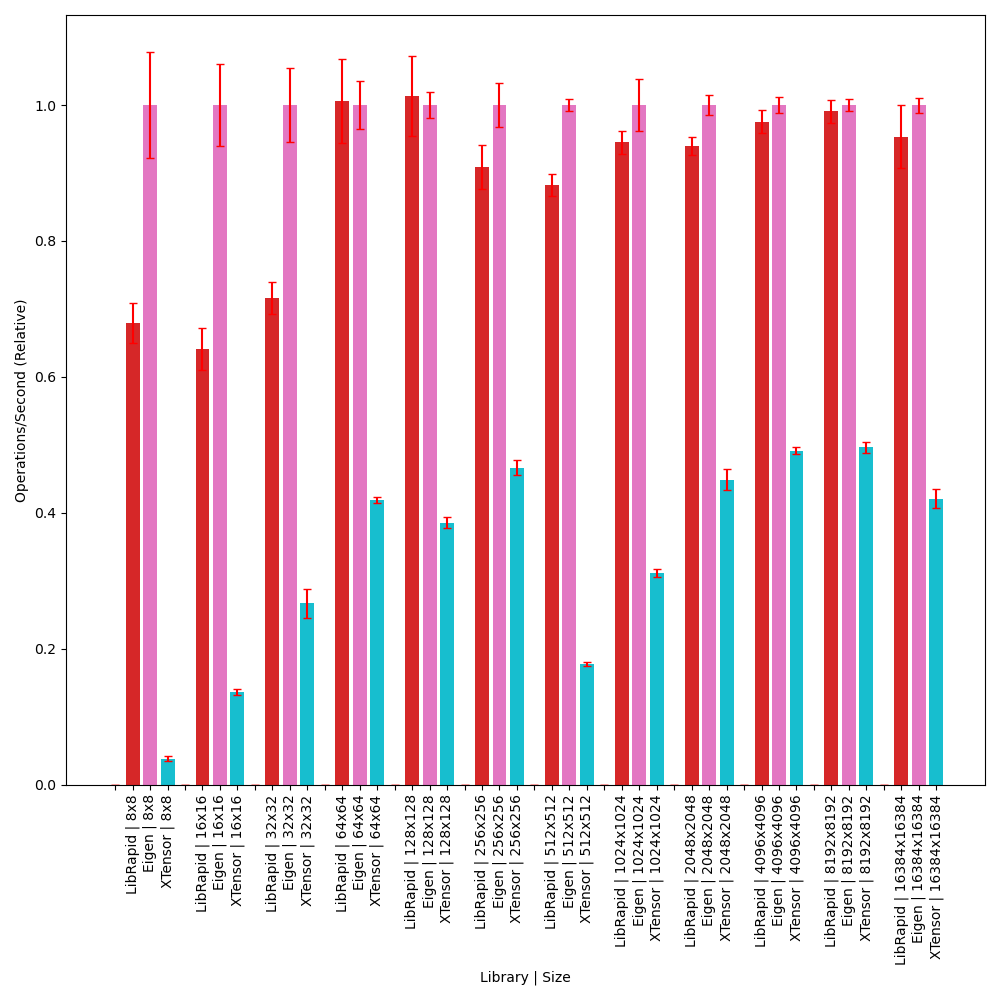 Operations/Second (Relative)
1.0
0.8
0.6
0.4
0.2
0.0
LibRapid | 8x8
Eigen | 8x8
XTensor | 8x8
LibRapid | 16x16
Eigen | 16x16
XTensor | 16x16
LibRapid | 32x32
Eigen | 32x32
XTensor | 32x32
LibRapid | 64x64
Eigen | 64x64
XTensor | 64x64
LibRapid | 128x128
Eigen | 128x128
XTensor | 128x128
LibRapid | 256x256
Eigen | 256x256
XTensor | 256x256
LibRapid | 512x512
Eigen | 512x512
XTensor | 512x512
LibRapid | 1024x1024
Eigen | 1024x1024
XTensor | 1024x1024
LibRapid | 2048x2048
Eigen | 2048x2048
XTensor | 2048x2048
LibRapid | 4096x4096
Eigen | 4096x4096
XTensor | 4096x4096
LibRapid | 8192x8192
Eigen | 8192x8192
XTensor | 8192x8192
LibRapid | 16384x16384
Eigen | 16384x16384
XTensor | 16384x16384
Library | Size